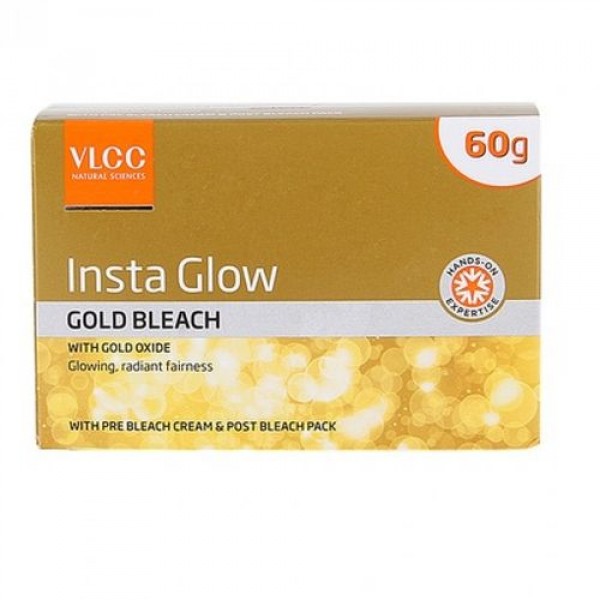 VLCC
NATURAL SCIENCES
60g
Insta Glow
HANDS-ON
EXPERTISE
GOLD BLEACH
WITH GOLD OXIDE
Glowing, radiant fairness
WITH PRE BLEACH CREAM & POST BLEACH PACK